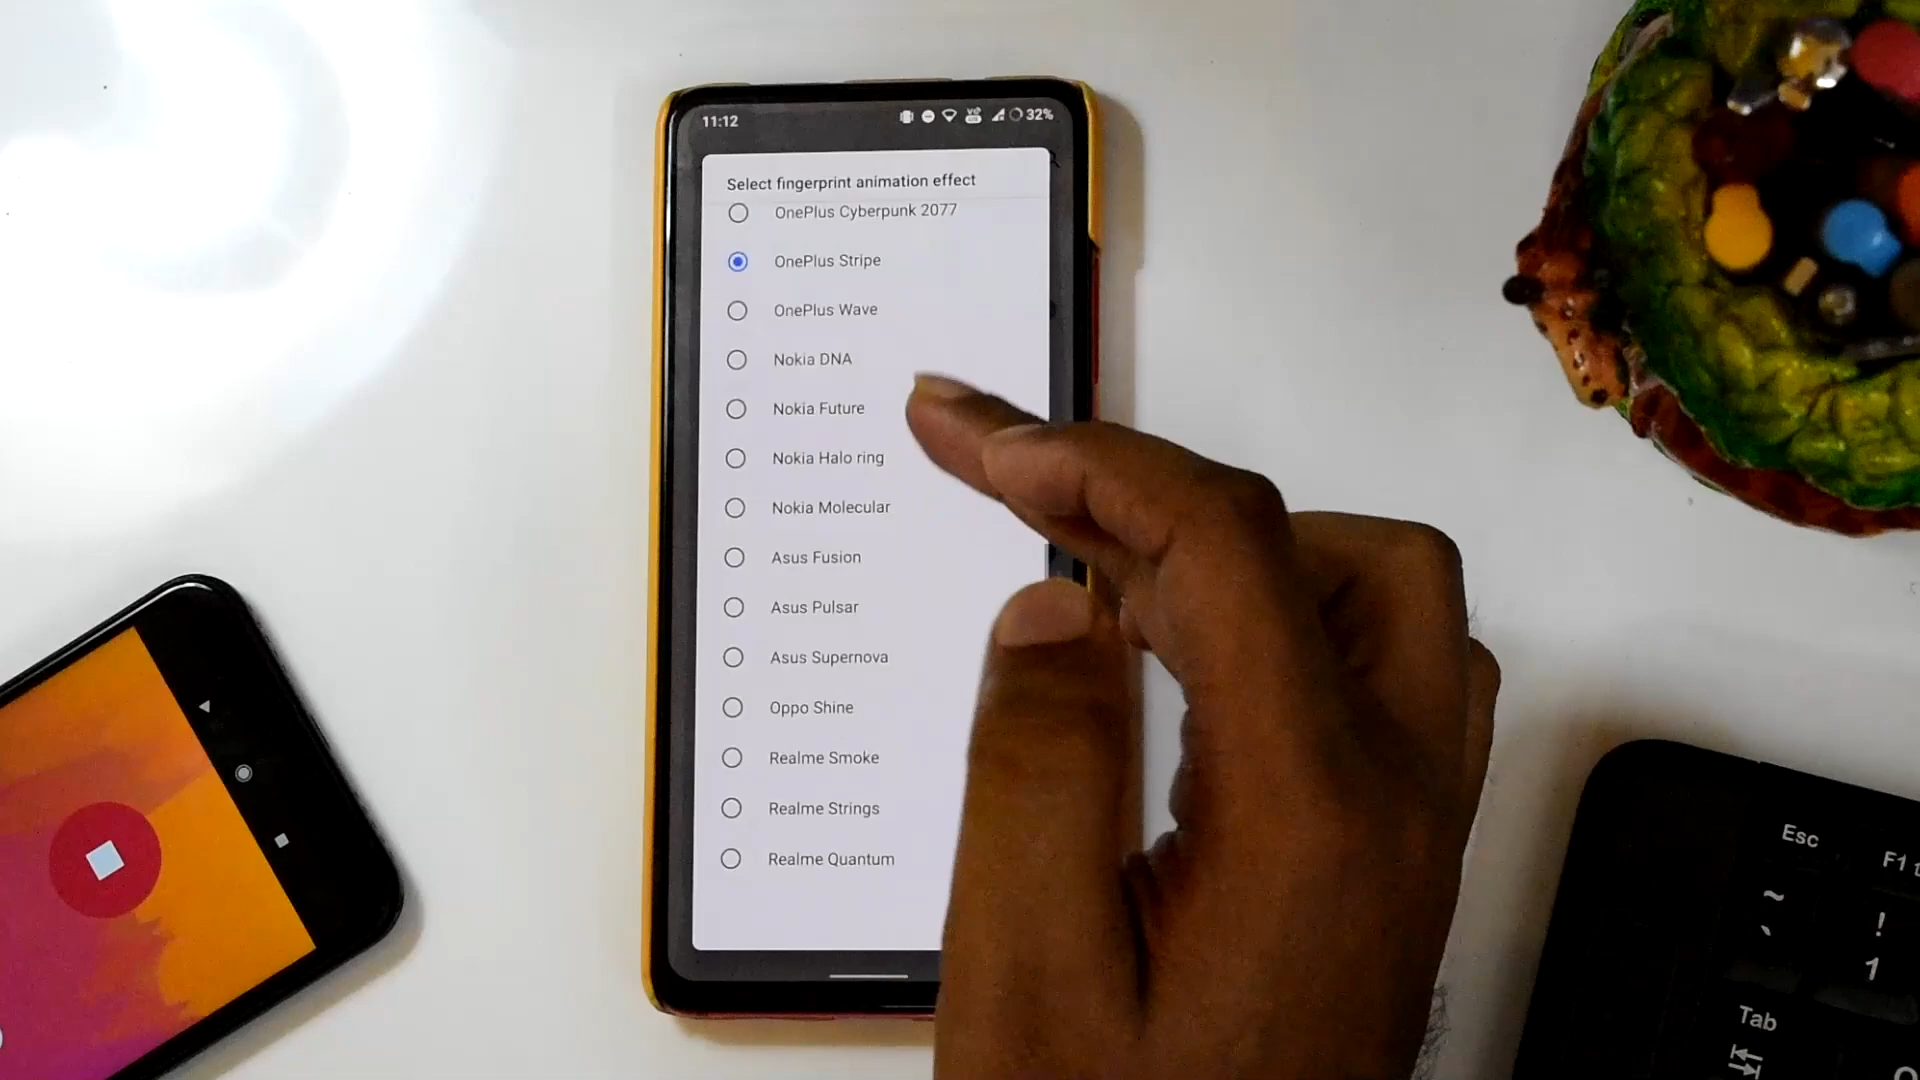 11:12
32%
Select fingerprint animation effect
OnePlus Cyberpunk 2077
OnePlus Stripe
OnePlus Wave
Nokia DNA
Nokia Future
Nokia Halo ring
Nokia Molecular
Asus Fusion
Asus Pulsar
Asus Supernova
Oppo Shine
Realme Smoke
Realme Strings
Realme Quantum
Esc
F1
~
`
!
1
Tab